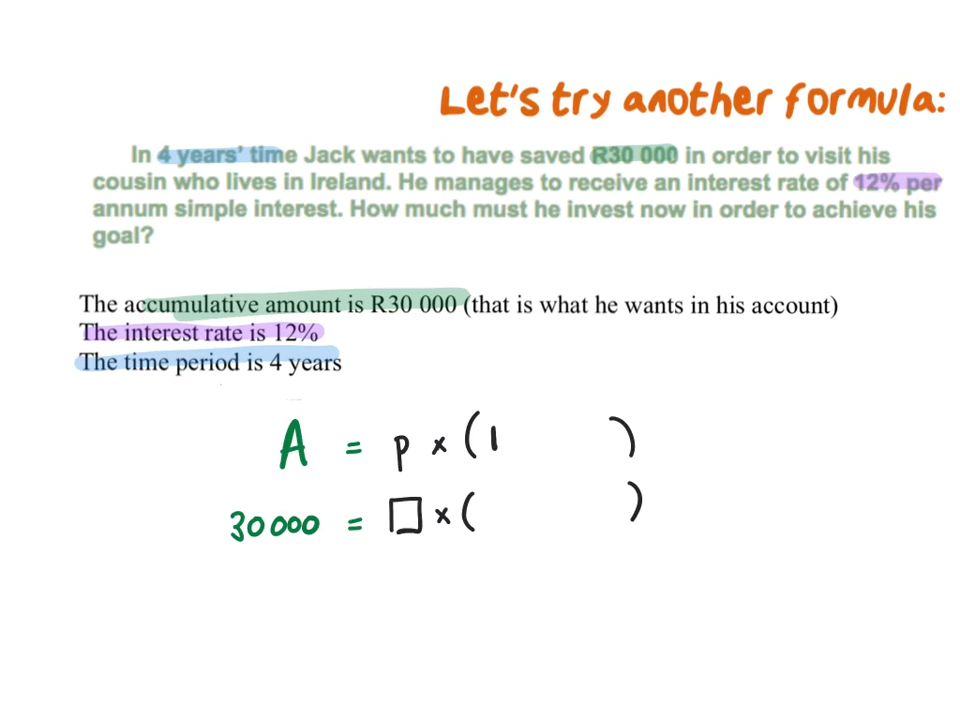 Let's try another formula:
In 4 years' time Jack wants to have saved R30 000 in order to visit his
cousin who lives in Ireland. He manages to receive an interest rate of 12% per
annum simple interest. How much must he invest now in order to achieve his
goal?
The accumulative amount is R30 000 (that is what he wants in his account)
The interest rate is 12%
The time period is 4 years
A = p × (1 )
30 000 = □ × ( )